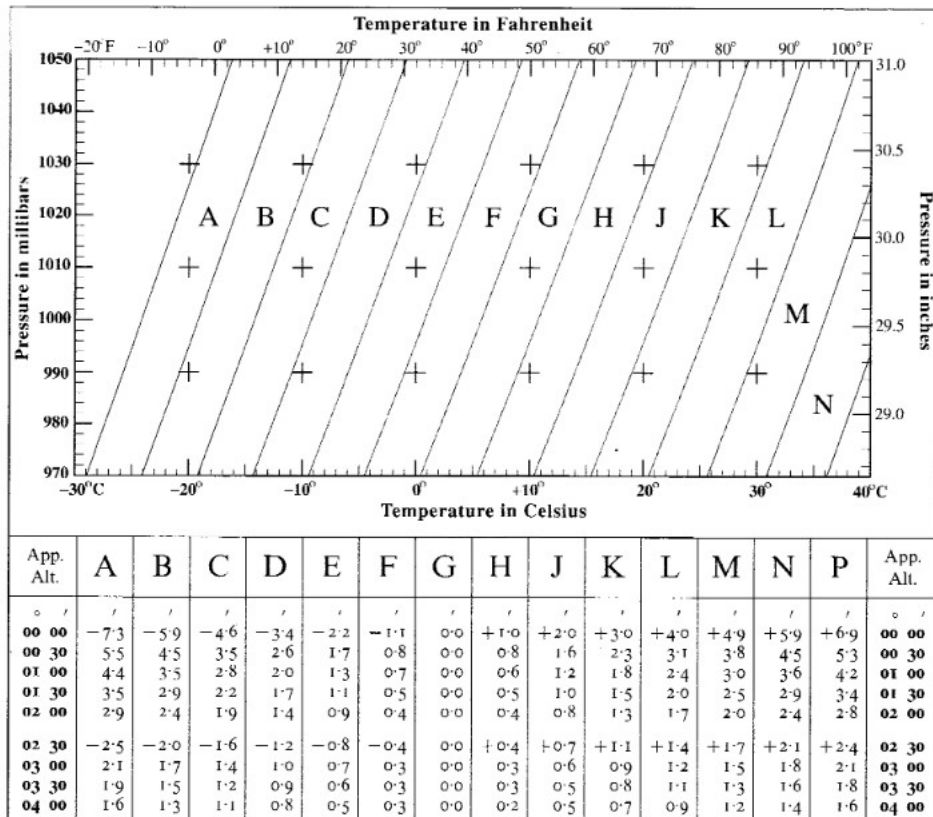 Temperature in Fahrenheit
−20°F −10° 0° +10° 20° 30° 40° 50° 60° 70° 80° 90° 100°F
1050 31.0
1040
1030 30.5
Pressure in millibars
1020 A B C D E F G H J K L
30.0
1010
Pressure in inches
1000 M
29.5
990
980 N 29.0
970
−30°C −20° −10° 0° +10° 20° 30° 40°C
Temperature in Celsius
App. Alt. A B C D E F G H J K L M N P App. Alt.
° ′ ′ ′ ′ ′ ′ ′ ′ ′ ′ ′ ′ ′ ′ ′ ° ′
00 00 −7·3 −5·9 −4·6 −3·4 −2·2 −1·1 0·0 +1·0 +2·0 +3·0 +4·0 +4·9 +5·9 +6·9 00 00
00 30 5·5 4·5 3·5 2·6 1·7 0·8 0·0 0·8 1·6 2·3 3·1 3·8 4·5 5·3 00 30
01 00 4·4 3·5 2·8 2·0 1·3 0·7 0·0 0·6 1·2 1·8 2·4 3·0 3·6 4·2 01 00
01 30 3·5 2·9 2·2 1·7 1·1 0·5 0·0 0·5 1·0 1·5 2·0 2·5 2·9 3·4 01 30
02 00 2·9 2·4 1·9 1·4 0·9 0·4 0·0 0·4 0·8 1·3 1·7 2·0 2·4 2·8 02 00
02 30 −2·5 −2·0 −1·6 −1·2 −0·8 −0·4 0·0 +0·4 +0·7 +1·1 +1·4 +1·7 +2·1 +2·4 02 30
03 00 2·1 1·7 1·4 1·0 0·7 0·3 0·0 0·3 0·6 0·9 1·2 1·5 1·8 2·1 03 00
03 30 1·9 1·5 1·2 0·9 0·6 0·3 0·0 0·3 0·5 0·8 1·1 1·3 1·6 1·8 03 30
04 00 1·6 1·3 1·1 0·8 0·5 0·3 0·0 0·2 0·5 0·7 0·9 1·2 1·4 1·6 04 00